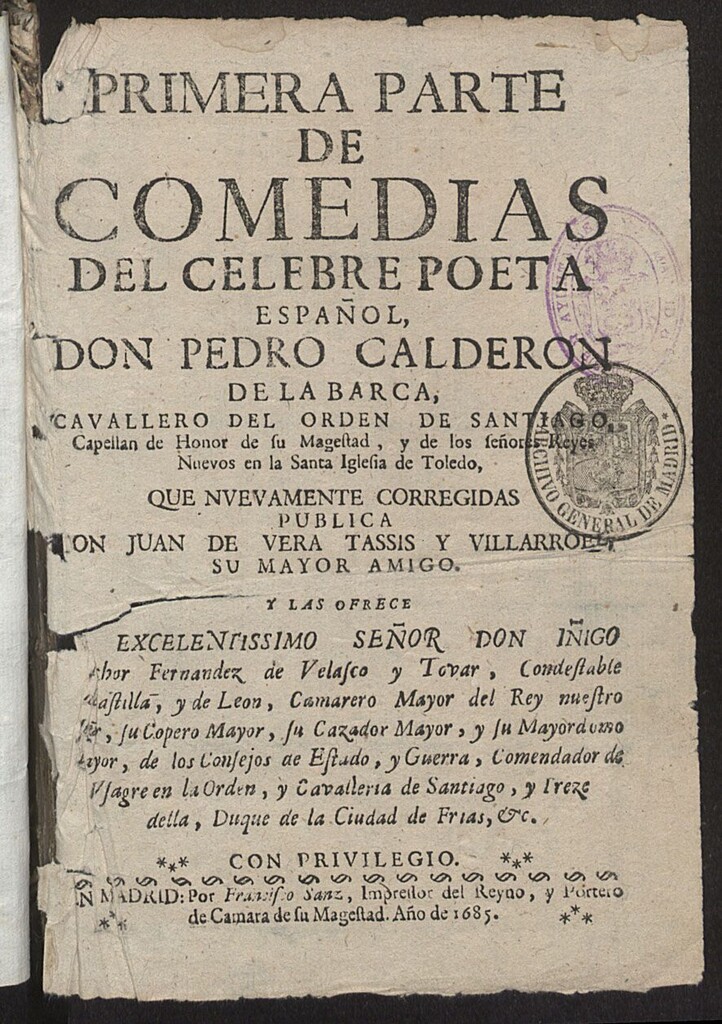 PRIMERA PARTE
DE
COMEDIAS
DEL CELEBRE POETA
ESPAÑOL,
DON PEDRO CALDERON
DE LA BARCA,
CAVALLERO DEL ORDEN DE SANTIAGO,
Capellan de Honor de ſu Mageſtad, y de los ſeñores Reyes
Nuevos en la Santa Igleſia de Toledo,
QUE NVEVAMENTE CORREGIDAS
PUBLICA
ON JUAN DE VERA TASSIS Y VILLARROEL,
SU MAYOR AMIGO.
Y LAS OFRECE
EXCELENTISSIMO SEÑOR DON IÑIGO
hor Fernandez de Velaſco y Tovar, Condeſtable
aſtilla, y de Leon, Camarero Mayor del Rey nueſtro
r, ſu Copero Mayor, ſu Cazador Mayor, y ſu Mayordomo
ayor, de los Conſejos de Eſtado, y Guerra, Comendador de
Vſagre en la Orden, y Cavalleria de Santiago, y Treze
della, Duque de la Ciudad de Frias, &c.
*** CON PRIVILEGIO. ***
N MADRID: Por Franciſco Sanz, Impreſſor del Reyno, y Portero
de Camara de ſu Mageſtad. Año de 1685.
ARCHIVO GENERAL DE MADRID